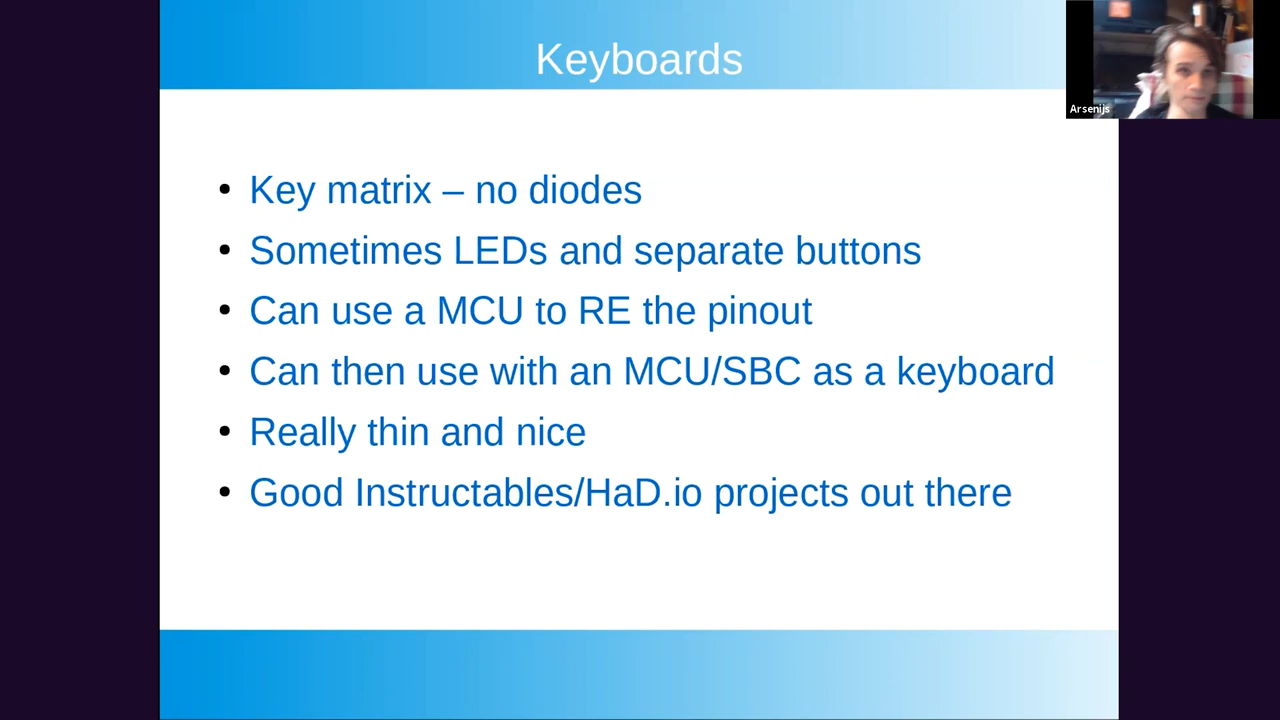 Keyboards
Arsenijs
Key matrix – no diodes
Sometimes LEDs and separate buttons
Can use a MCU to RE the pinout
Can then use with an MCU/SBC as a keyboard
Really thin and nice
Good Instructables/HaD.io projects out there